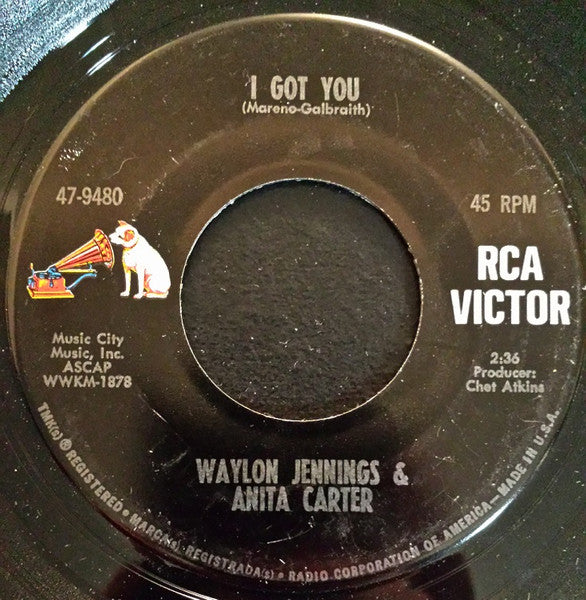 I GOT YOU
(Mareno-Galbraith)
47-9480
45 RPM
RCA
VICTOR
Music City
Music, Inc.
ASCAP
WWKM-1878
2:36
Producer:
Chet Atkins
WAYLON JENNINGS &
ANITA CARTER
TMK(s) ® REGISTERED • MARCA(s) REGISTRADA(s) • RADIO CORPORATION OF AMERICA—MADE IN U.S.A.